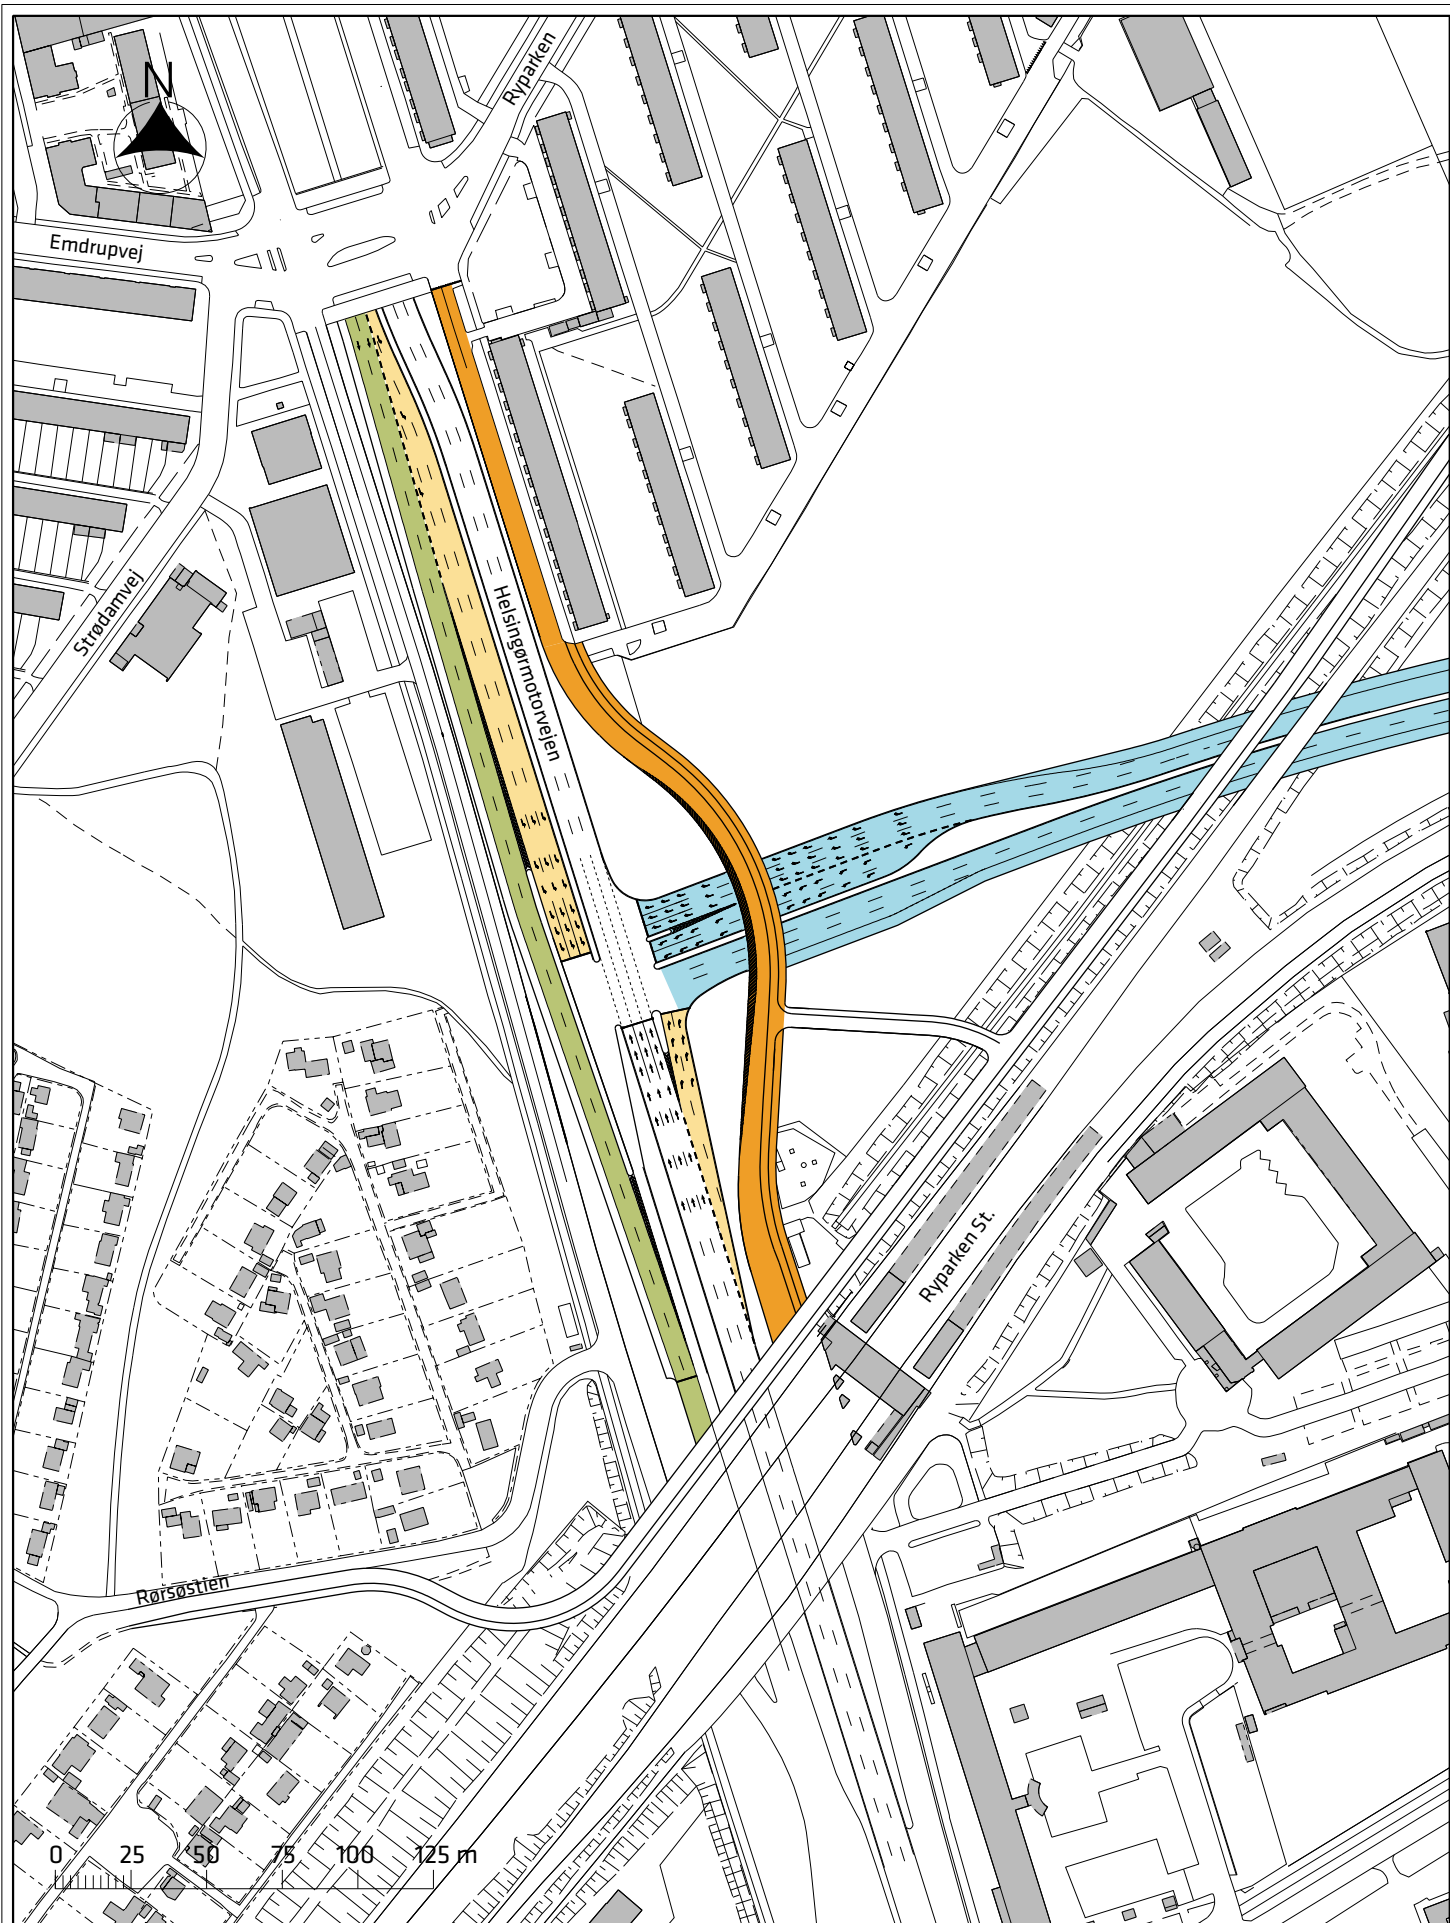 Ryparken
N
Emdrupvej
Strødamvej
Helsingørmotorvejen
Ryparken St.
Rørsøstien
0 25 50 75 100 125 m